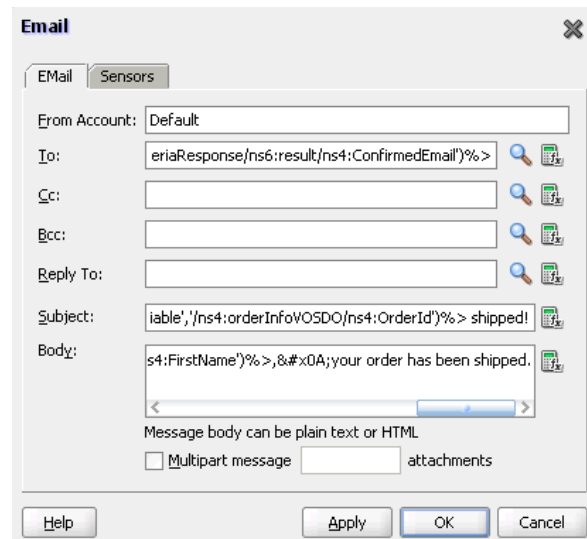 Email
EMail Sensors
From Account: Default
To: eriaResponse/ns6:result/ns4:ConfirmedEmail')%>
Cc:
Bcc:
Reply To:
Subject: iable','/ns4:orderInfoVOSDO/ns4:OrderId')%> shipped!
Body: s4:FirstName')%>,&#x0A;your order has been shipped.
Message body can be plain text or HTML
Multipart message attachments
Help Apply OK Cancel